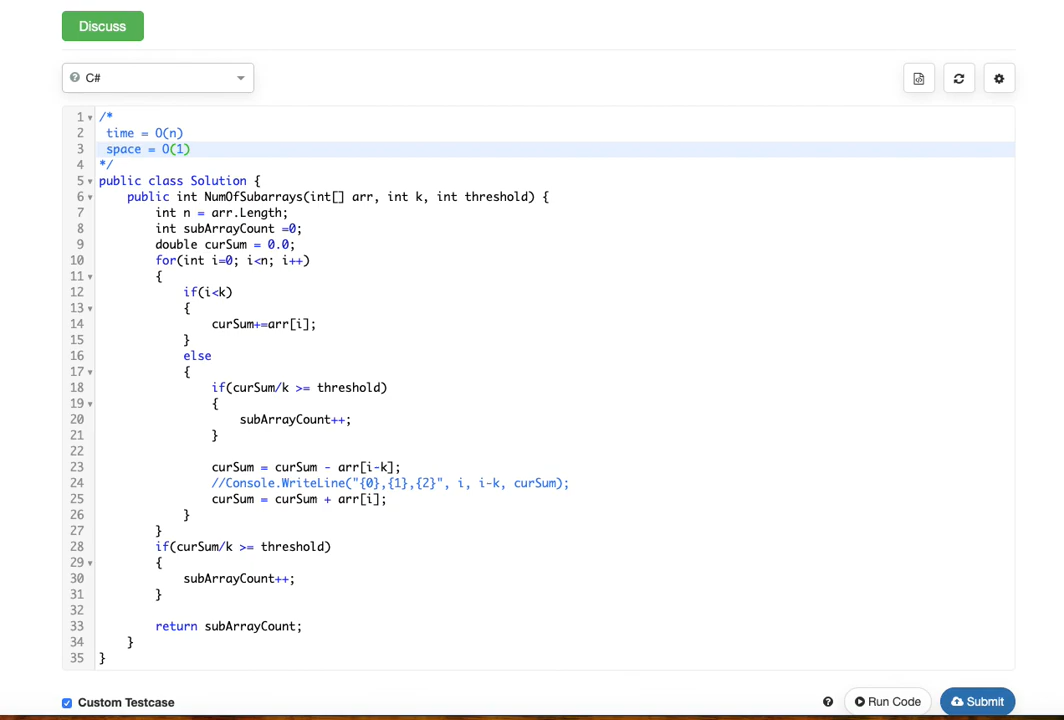 Discuss
C#
1 /*
2 time = O(n)
3 space = O(1)
4 */
5 public class Solution {
6 public int NumOfSubarrays(int[] arr, int k, int threshold) {
7 int n = arr.Length;
8 int subArrayCount =0;
9 double curSum = 0.0;
10 for(int i=0; i<n; i++)
11 {
12 if(i<k)
13 {
14 curSum+=arr[i];
15 }
16 else
17 {
18 if(curSum/k >= threshold)
19 {
20 subArrayCount++;
21 }
22
23 curSum = curSum - arr[i-k];
24 //Console.WriteLine("{0},{1},{2}", i, i-k, curSum);
25 curSum = curSum + arr[i];
26 }
27 }
28 if(curSum/k >= threshold)
29 {
30 subArrayCount++;
31 }
32
33 return subArrayCount;
34 }
35 }
Custom Testcase Run Code Submit